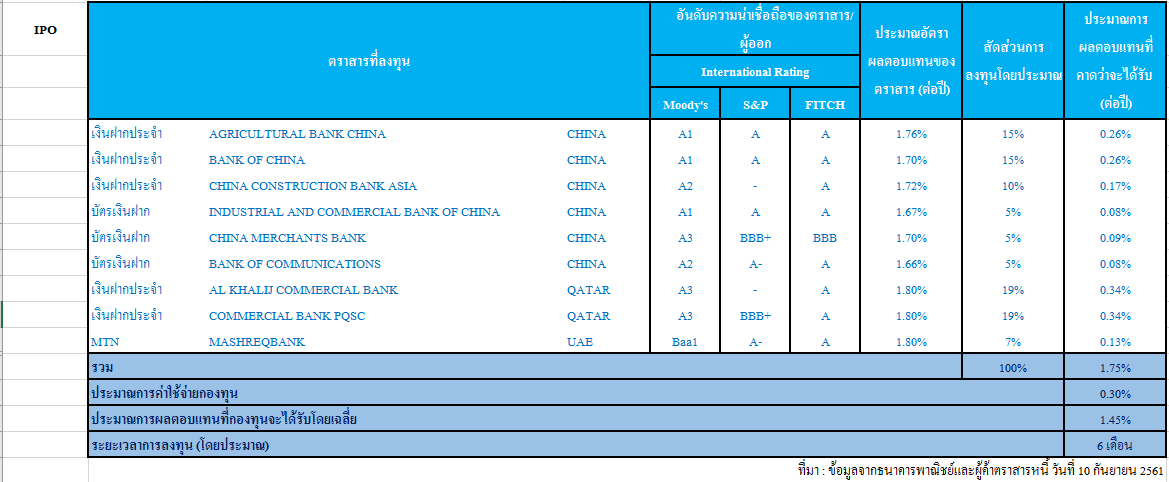 IPO
ตราสารที่ลงทุน
อันดับความน่าเชื่อถือของตราสาร/
ผู้ออก
International Rating
Moody's S&P FITCH
ประมาณอัตรา
ผลตอบแทนของ
ตราสาร (ต่อปี)
สัดส่วนการ
ลงทุนโดยประมาณ
ประมาณการ
ผลตอบแทนที่
คาดว่าจะได้รับ
(ต่อปี)
เงินฝากประจำ AGRICULTURAL BANK CHINA CHINA A1 A A 1.76% 15% 0.26%
เงินฝากประจำ BANK OF CHINA CHINA A1 A A 1.70% 15% 0.26%
เงินฝากประจำ CHINA CONSTRUCTION BANK ASIA CHINA A2 - A 1.72% 10% 0.17%
บัตรเงินฝาก INDUSTRIAL AND COMMERCIAL BANK OF CHINA CHINA A1 A A 1.67% 5% 0.08%
บัตรเงินฝาก CHINA MERCHANTS BANK CHINA A3 BBB+ BBB 1.70% 5% 0.09%
บัตรเงินฝาก BANK OF COMMUNICATIONS CHINA A2 A- A 1.66% 5% 0.08%
เงินฝากประจำ AL KHALIJ COMMERCIAL BANK QATAR A3 - A 1.80% 19% 0.34%
เงินฝากประจำ COMMERCIAL BANK PQSC QATAR A3 BBB+ A 1.80% 19% 0.34%
MTN MASHREQBANK UAE Baa1 A- A 1.80% 7% 0.13%
รวม 100% 1.75%
ประมาณการค่าใช้จ่ายกองทุน 0.30%
ประมาณการผลตอบแทนที่กองทุนจะได้รับโดยเฉลี่ย 1.45%
ระยะเวลาการลงทุน (โดยประมาณ) 6 เดือน
ที่มา : ข้อมูลจากธนาคารพาณิชย์และผู้ค้าตราสารหนี้ วันที่ 10 กันยายน 2561